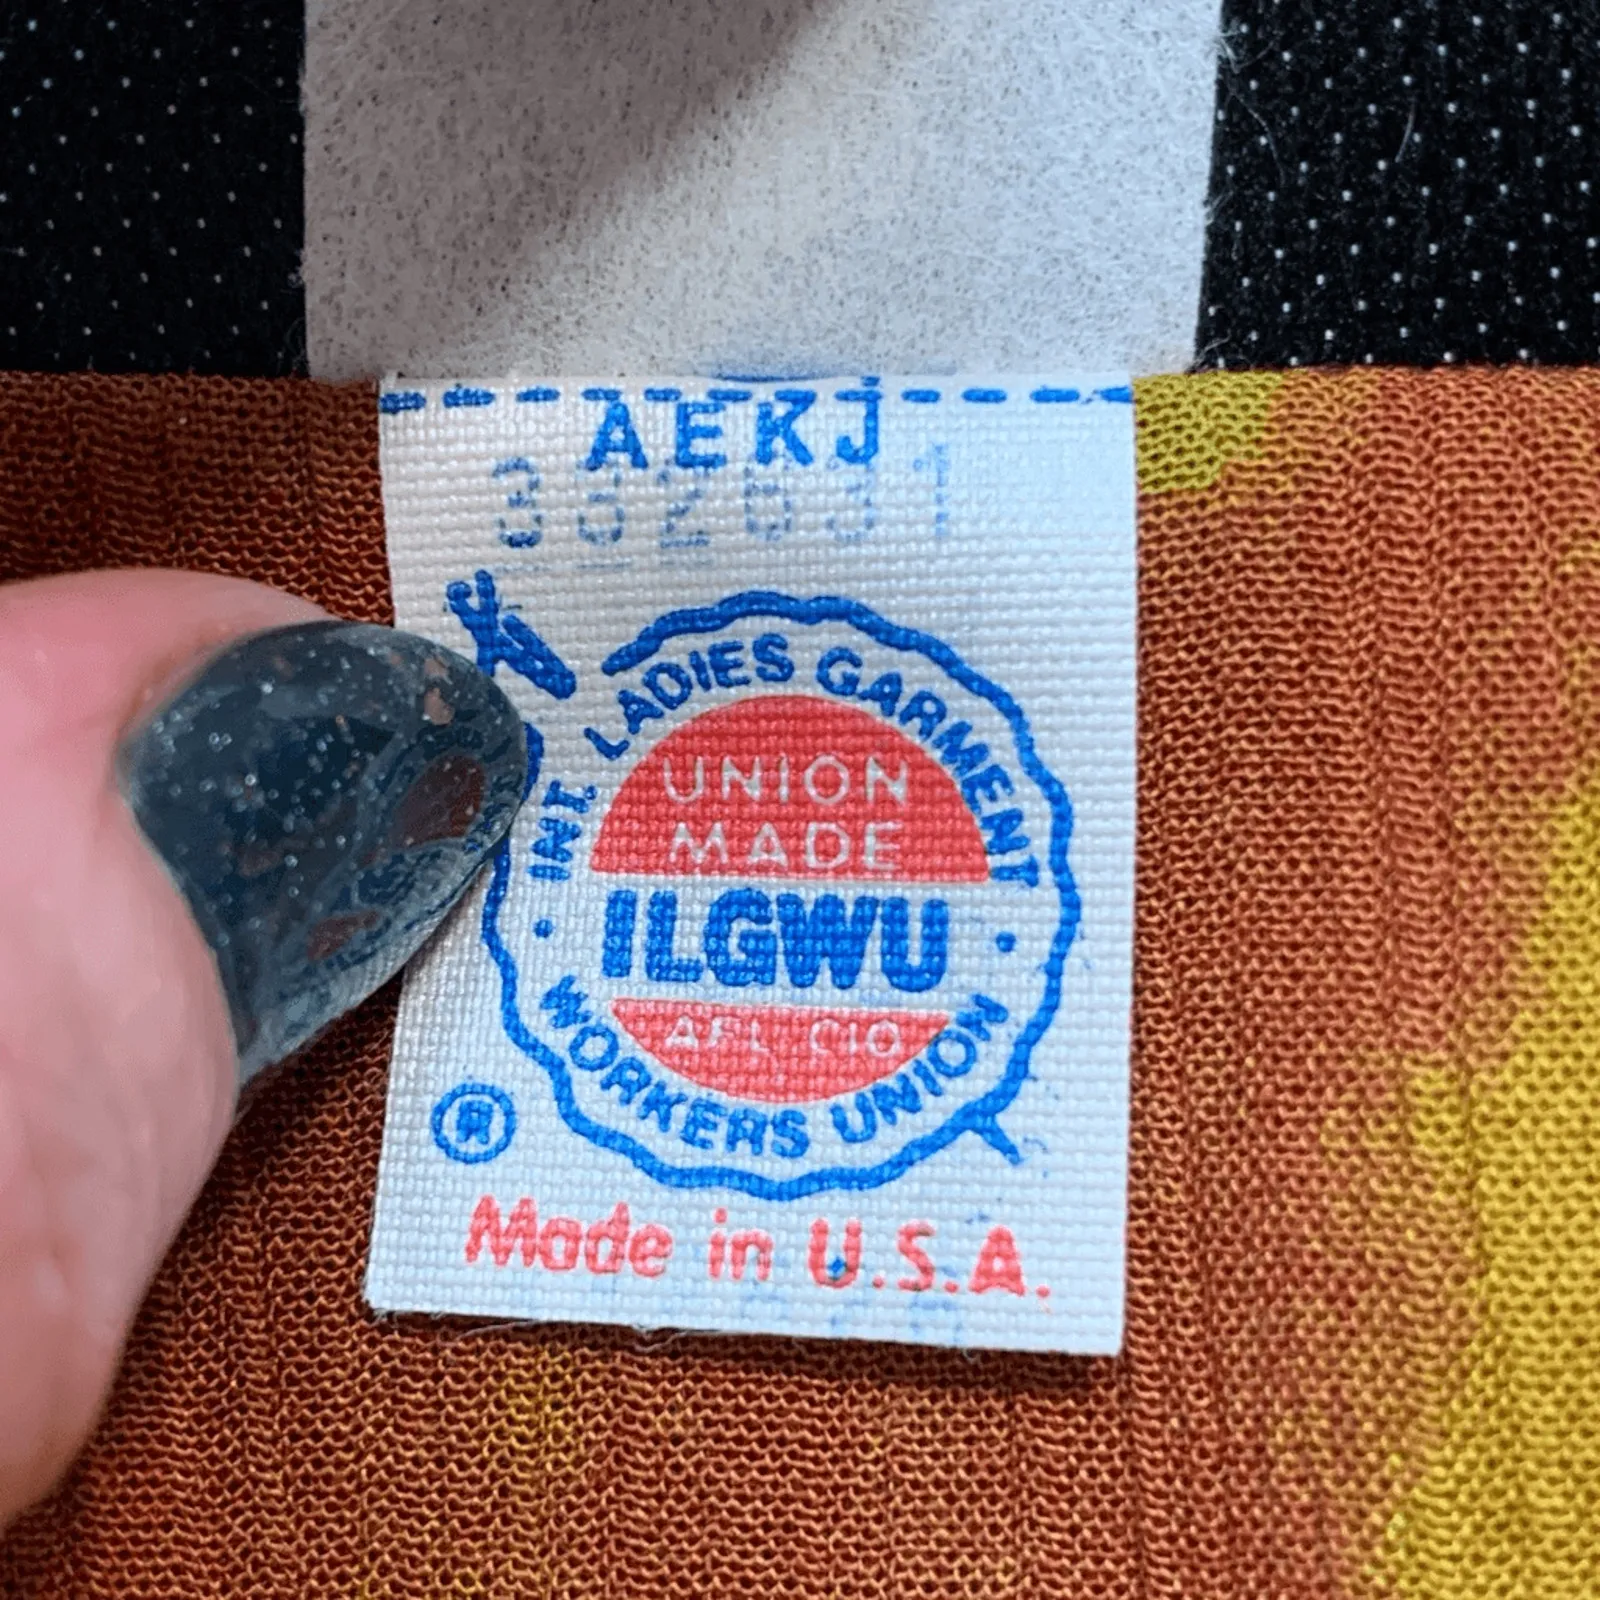 AEKJ
332631
INT. LADIES GARMENT
UNION
MADE
ILGWU
AFL CIO
WORKERS UNION
®
Made in U.S.A.